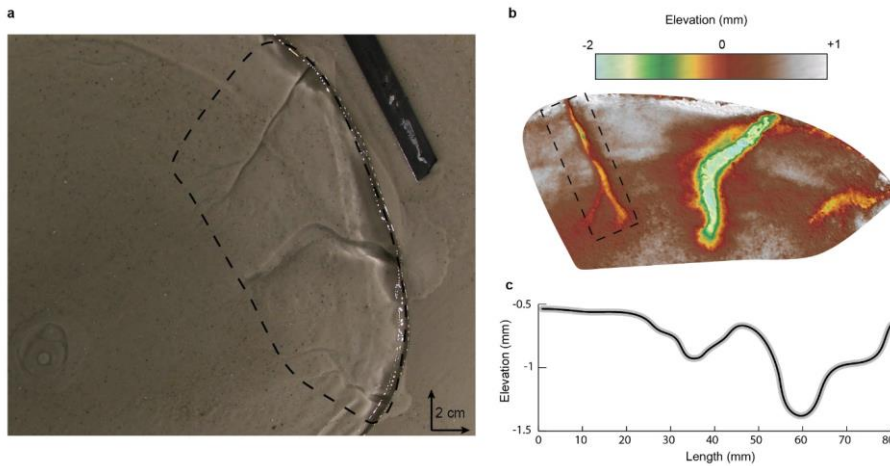 a
2 cm
b
Elevation (mm)
-2
0
+1
c
-0.5
-1
-1.5
Elevation (mm)
0 10 20 30 40 50 60 70 80
Length (mm)